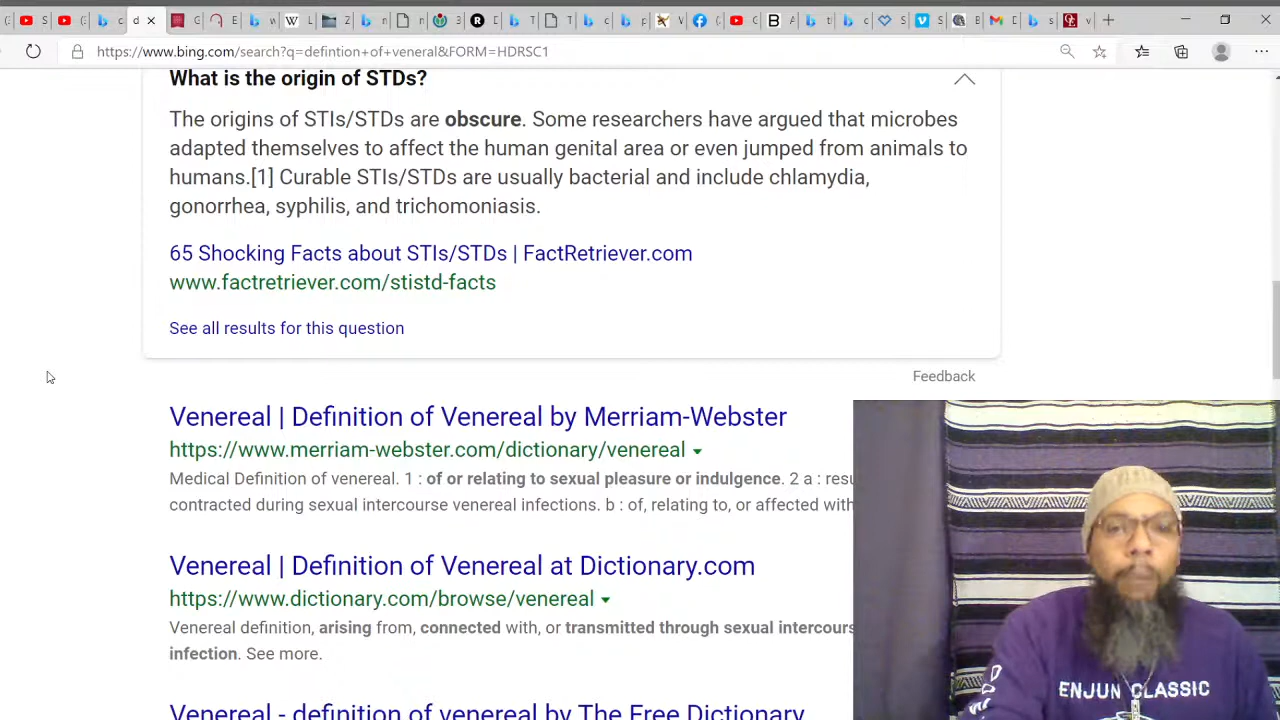 https://www.bing.com/search?q=defintion+of+veneral&FORM=HDRSC1
What is the origin of STDs?
The origins of STIs/STDs are obscure. Some researchers have argued that microbes
adapted themselves to affect the human genital area or even jumped from animals to
humans.[1] Curable STIs/STDs are usually bacterial and include chlamydia,
gonorrhea, syphilis, and trichomoniasis.
65 Shocking Facts about STIs/STDs | FactRetriever.com
www.factretriever.com/stistd-facts
See all results for this question
Feedback
Venereal | Definition of Venereal by Merriam-Webster
https://www.merriam-webster.com/dictionary/venereal
Medical Definition of venereal. 1 : of or relating to sexual pleasure or indulgence. 2 a : resu
contracted during sexual intercourse venereal infections. b : of, relating to, or affected with
Venereal | Definition of Venereal at Dictionary.com
https://www.dictionary.com/browse/venereal
Venereal definition, arising from, connected with, or transmitted through sexual intercours
infection. See more.
Venereal - definition of venereal by The Free Dictionary
ENJUN CLASSIC